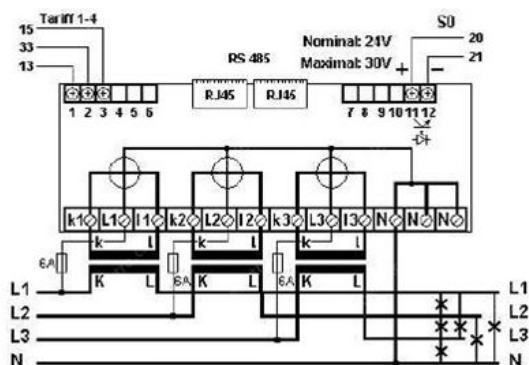 Tariff 1-4
15
33
13
RS 485
RJ45 RJ45
Nominal: 24V
Maximal: 30V
S0
20
21
+ −
1 2 3 4 5 6
7 8 9 10 11 12
k1 L1 l1 k2 L2 l2 k3 L3 l3 N N N
k l k l k l
6A 6A 6A
K L K L K L
L1 L1
L2 L2
L3 L3
N N